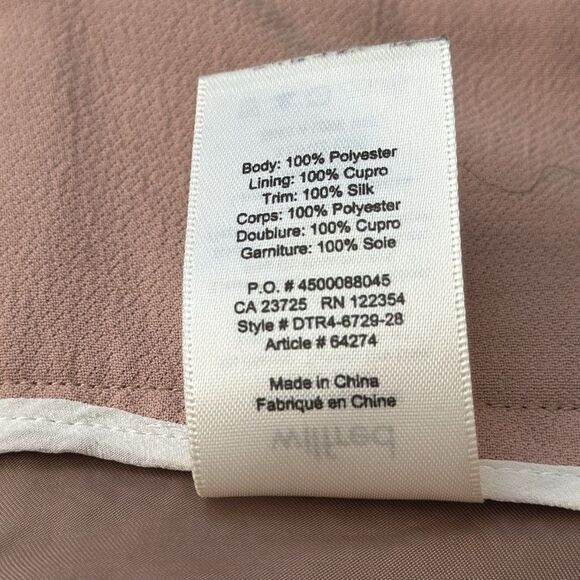 Body: 100% Polyester
Lining: 100% Cupro
Trim: 100% Silk
Corps: 100% Polyester
Doublure: 100% Cupro
Garniture: 100% Soie
P.O. # 4500088045
CA 23725 RN 122354
Style # DTR4-6729-28
Article # 64274
Made in China
Fabriqué en Chine
wilfred